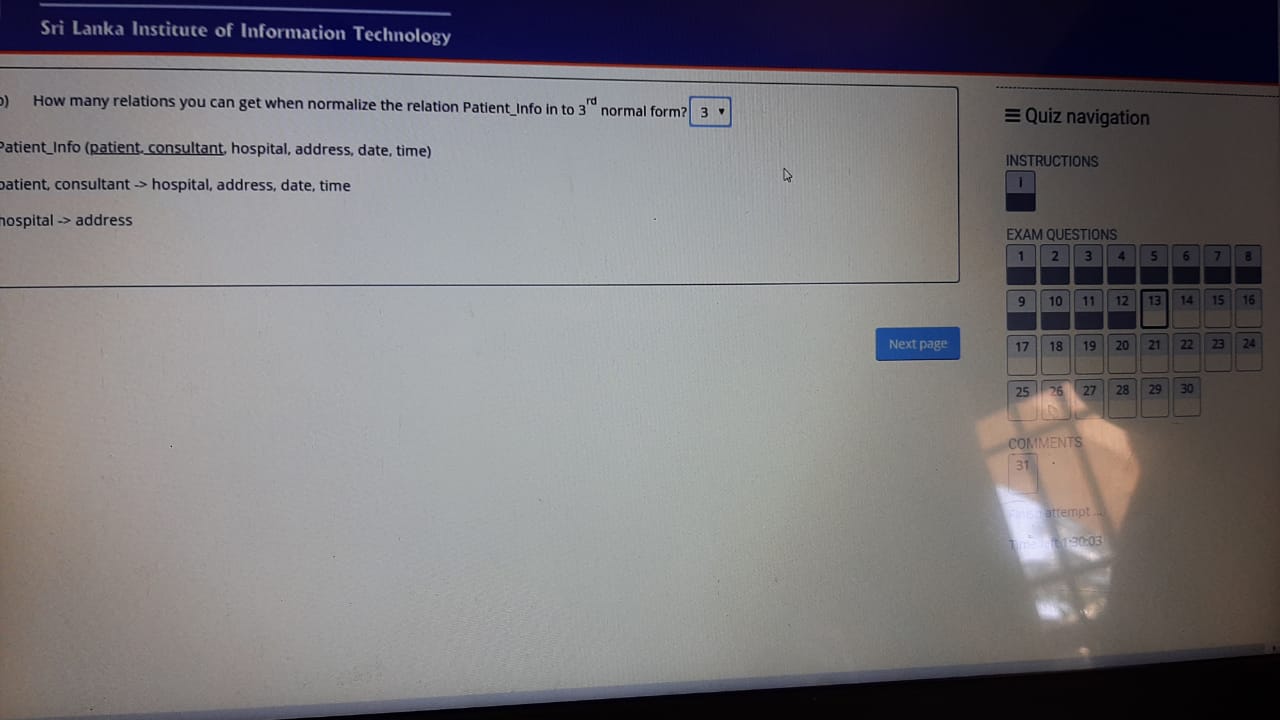 Sri Lanka Institute of Information Technology
b) How many relations you can get when normalize the relation Patient_Info in to 3rd normal form? 3
Patient_Info (patient, consultant, hospital, address, date, time)
patient, consultant -> hospital, address, date, time
hospital -> address
Next page
Quiz navigation
INSTRUCTIONS
I
EXAM QUESTIONS
1 2 3 4 5 6 7 8
9 10 11 12 13 14 15 16
17 18 19 20 21 22 23 24
25 26 27 28 29 30
COMMENTS
31
Finish attempt ...
Time left 1:30:03